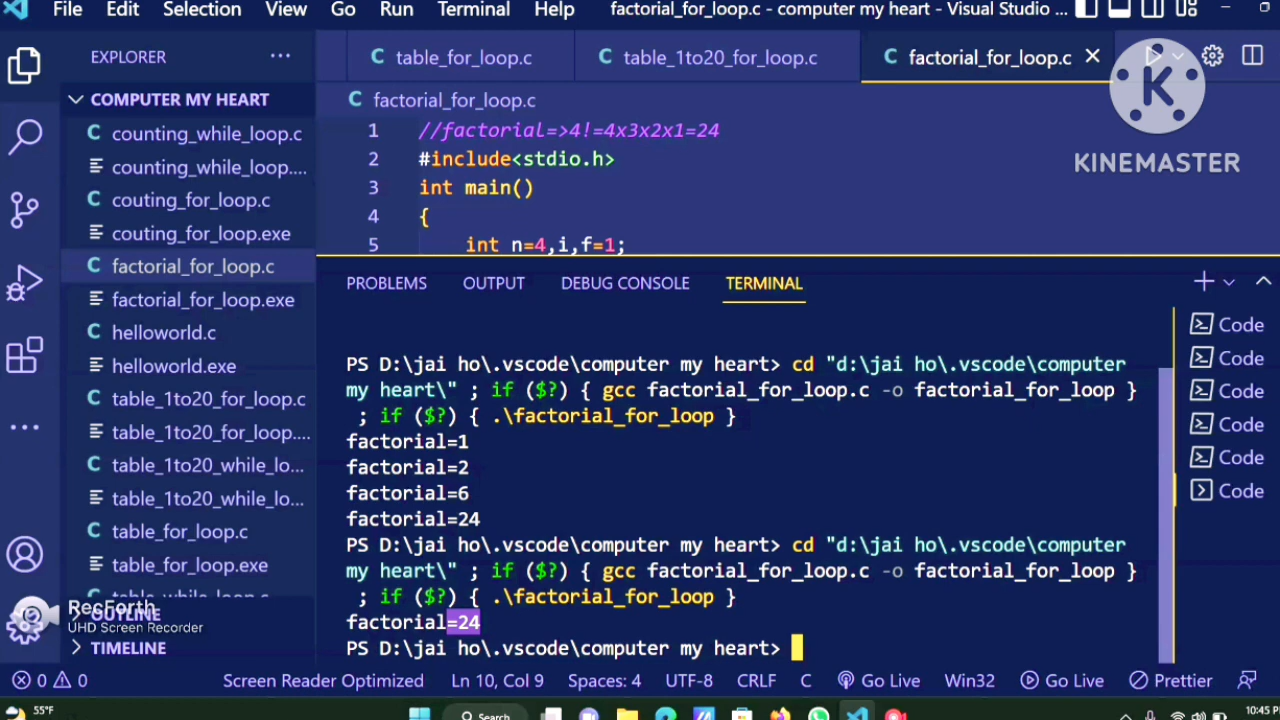 File Edit Selection View Go Run Terminal Help factorial_for_loop.c - computer my heart - Visual Studio ...
EXPLORER ...
table_for_loop.c
table_1to20_for_loop.c
factorial_for_loop.c
KINEMASTER
COMPUTER MY HEART
counting_while_loop.c
counting_while_loop....
couting_for_loop.c
couting_for_loop.exe
factorial_for_loop.c
factorial_for_loop.exe
helloworld.c
helloworld.exe
table_1to20_for_loop.c
table_1to20_for_loop....
table_1to20_while_lo...
table_1to20_while_lo...
table_for_loop.c
table_for_loop.exe
table_while_loop.c
OUTLINE
TIMELINE
RecForth
UHD Screen Recorder
C factorial_for_loop.c
1 //factorial=>4!=4x3x2x1=24
2 #include<stdio.h>
3 int main()
4 {
5 int n=4,i,f=1;
PROBLEMS OUTPUT DEBUG CONSOLE TERMINAL
PS D:\jai ho\.vscode\computer my heart> cd "d:\jai ho\.vscode\computer
my heart\" ; if ($?) { gcc factorial_for_loop.c -o factorial_for_loop }
; if ($?) { .\factorial_for_loop }
factorial=1
factorial=2
factorial=6
factorial=24
PS D:\jai ho\.vscode\computer my heart> cd "d:\jai ho\.vscode\computer
my heart\" ; if ($?) { gcc factorial_for_loop.c -o factorial_for_loop }
; if ($?) { .\factorial_for_loop }
factorial=24
PS D:\jai ho\.vscode\computer my heart>
Code
Code
Code
Code
Code
Code
0 0 Screen Reader Optimized Ln 10, Col 9 Spaces: 4 UTF-8 CRLF C Go Live Win32 Go Live Prettier
55°F Search 10:45 PM